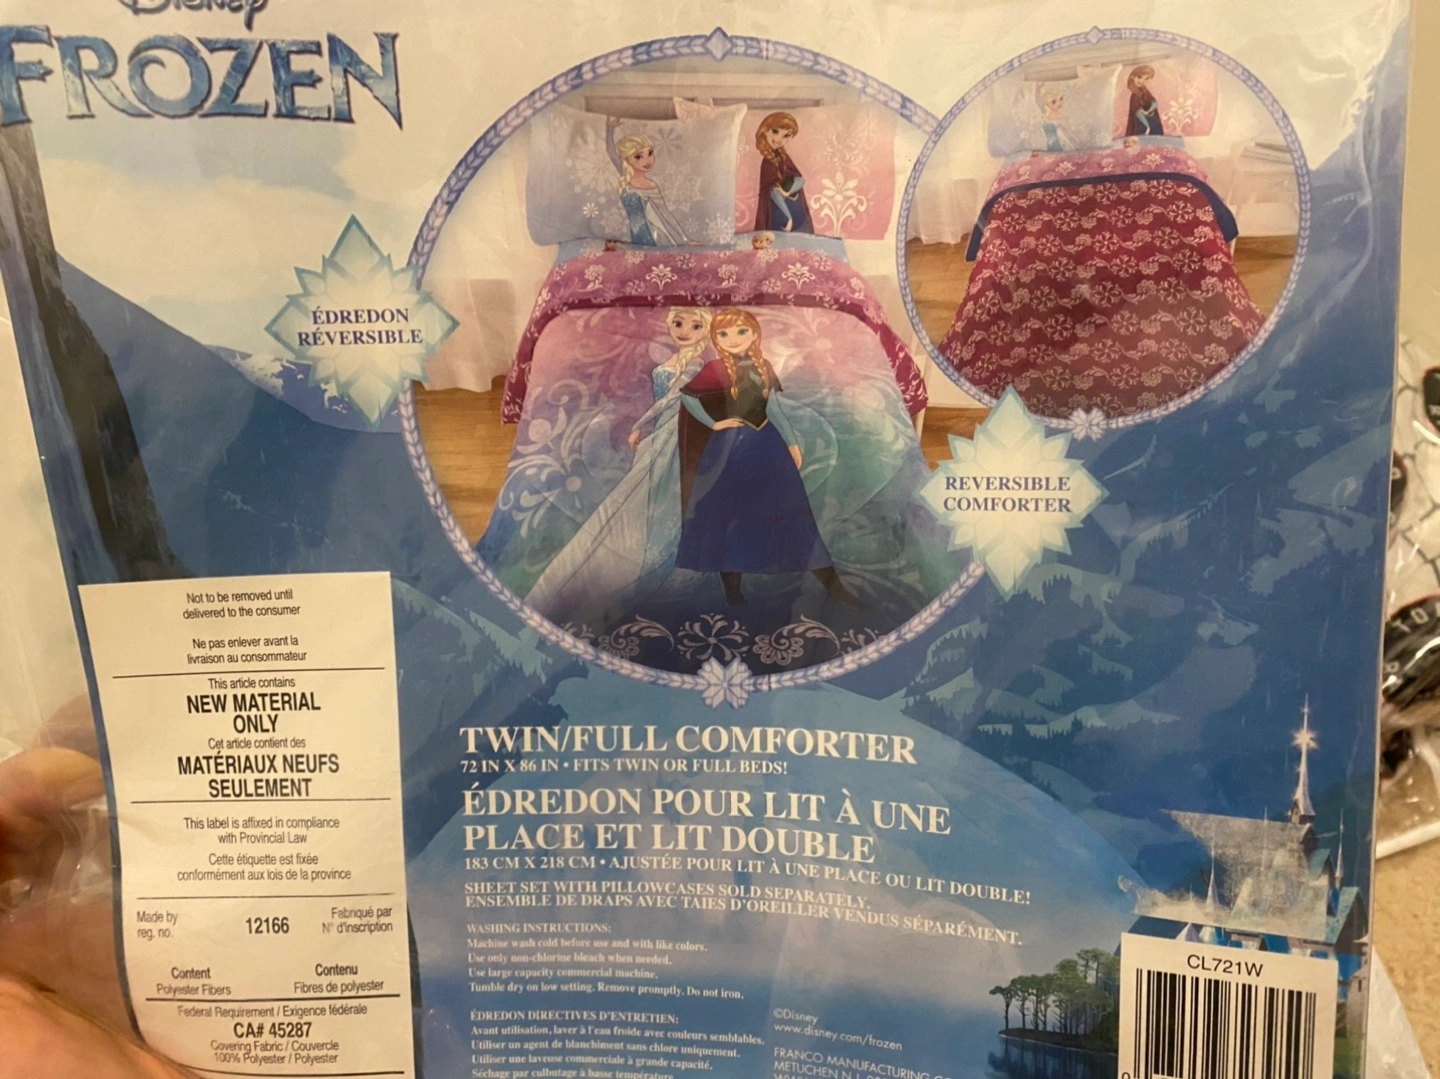 Disney
FROZEN
ÉDREDON
RÉVERSIBLE
REVERSIBLE
COMFORTER
Not to be removed until
delivered to the consumer
Ne pas enlever avant la
livraison au consommateur
This article contains
NEW MATERIAL
ONLY
Cet article contient des
MATÉRIAUX NEUFS
SEULEMENT
This label is affixed in compliance
with Provincial Law
Cette étiquette est fixée
conformément aux lois de la province
Made by
reg. no.
12166
Fabriqué par
N° d'inscription
Content
Polyester Fibers
Contenu
Fibres de polyester
Federal Requirement / Exigence fédérale
CA# 45287
Covering Fabric / Couvercle
100% Polyester / Polyester
TWIN/FULL COMFORTER
72 IN X 86 IN • FITS TWIN OR FULL BEDS!
ÉDREDON POUR LIT À UNE
PLACE ET LIT DOUBLE
183 CM X 218 CM • AJUSTÉE POUR LIT À UNE PLACE OU LIT DOUBLE!
SHEET SET WITH PILLOWCASES SOLD SEPARATELY.
ENSEMBLE DE DRAPS AVEC TAIES D'OREILLER VENDUS SÉPARÉMENT.
WASHING INSTRUCTIONS:
Machine wash cold before use and with like colors.
Use only non-chlorine bleach when needed.
Use large capacity commercial machine.
Tumble dry on low setting. Remove promptly. Do not iron.
ÉDREDON DIRECTIVES D'ENTRETIEN:
Avant utilisation, laver à l'eau froide avec couleurs semblables.
Utiliser un agent de blanchiment sans chlore uniquement.
Utiliser une laveuse commerciale à grande capacité.
Séchage par culbutage à basse température
©Disney
www.disney.com/frozen
FRANCO MANUFACTURING
METUCHEN N.J.
CL721W